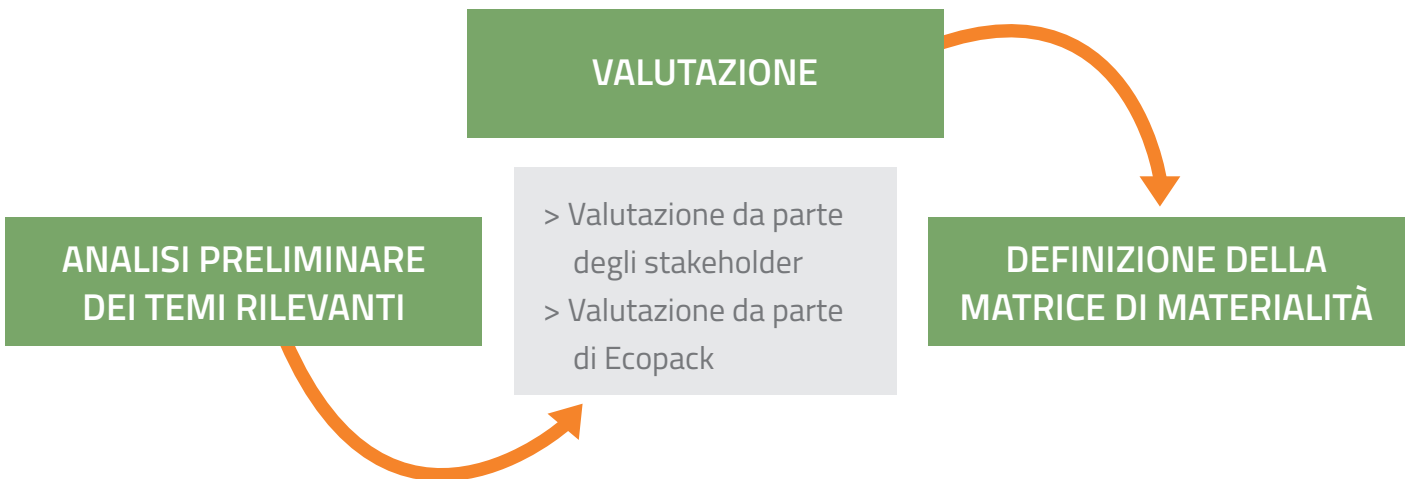 VALUTAZIONE
ANALISI PRELIMINARE
DEI TEMI RILEVANTI
> Valutazione da parte
degli stakeholder
> Valutazione da parte
di Ecopack
DEFINIZIONE DELLA
MATRICE DI MATERIALITÀ